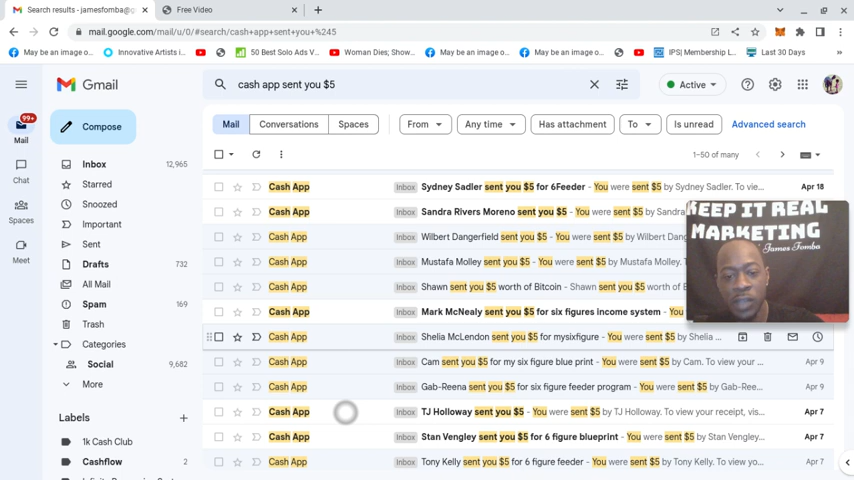 Search results - jamesfomba@g
Free Video
mail.google.com/mail/u/0/#search/cash+app+sent+you+%245
May be an image o...
Innovative Artists i...
50 Best Solo Ads V...
Woman Dies; Show...
May be an image o...
May be an image o...
IPS| Membership L...
Last 30 Days
Gmail
cash app sent you $5
Active
99+
Mail
Chat
Spaces
Meet
Compose
Inbox 12,965
Starred
Snoozed
Important
Sent
Drafts 732
All Mail
Spam 169
Trash
Categories
Social 9,682
More
Labels
1k Cash Club
Cashflow 2
Mail Conversations Spaces From Any time Has attachment To Is unread Advanced search
1–50 of many
Cash App Inbox Sydney Sadler sent you $5 for 6Feeder - You were sent $5 by Sydney Sadler. To vie... Apr 18
Cash App Inbox Sandra Rivers Moreno sent you $5 - You were sent $5 by Sandra R
Cash App Inbox Wilbert Dangerfield sent you $5 - You were sent $5 by Wilbert Dang
Cash App Inbox Mustafa Molley sent you $5 - You were sent $5 by Mustafa Molley. T
Cash App Inbox Shawn sent you $5 worth of Bitcoin - Shawn sent you $5 worth of B
Cash App Inbox Mark McNealy sent you $5 for six figures income system - You
Cash App Inbox Shelia McLendon sent you $5 for mysixfigure - You were sent $5 by Shelia ...
Cash App Inbox Cam sent you $5 for my six figure blue print - You were sent $5 by Cam. To view your ... Apr 9
Cash App Inbox Gab-Reena sent you $5 for six figure feeder program - You were sent $5 by Gab-Ree... Apr 9
Cash App Inbox TJ Holloway sent you $5 - You were sent $5 by TJ Holloway. To view your receipt, vis... Apr 7
Cash App Inbox Stan Vengley sent you $5 for 6 figure blueprint - You were sent $5 by Stan Vengley... Apr 7
Cash App Inbox Tony Kelly sent you $5 for 6 figure feeder - You were sent $5 by Tony Kelly. To view yo... Apr 7
KEEP IT REAL
MARKETING
James Fomba